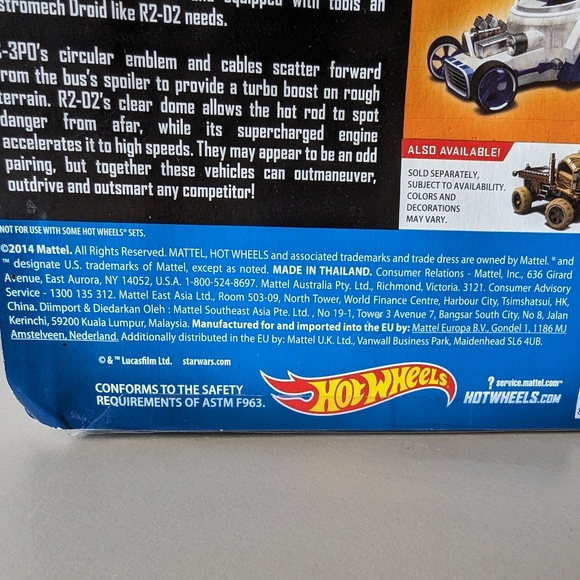 stromech Droid like R2-D2 needs.
-3PO's circular emblem and cables scatter forward
from the bus's spoiler to provide a turbo boost on rough
terrain. R2-D2's clear dome allows the hot rod to spot
danger from afar, while its supercharged engine
accelerates it to high speeds. They may appear to be an odd
pairing, but together these vehicles can outmaneuver,
outdrive and outsmart any competitor!
ALSO AVAILABLE!
SOLD SEPARATELY,
SUBJECT TO AVAILABILITY.
COLORS AND
DECORATIONS
MAY VARY.
NOT FOR USE WITH SOME HOT WHEELS® SETS.
©2014 Mattel. All Rights Reserved. MATTEL, HOT WHEELS and associated trademarks and trade dress are owned by Mattel. ® and
™ designate U.S. trademarks of Mattel, except as noted. MADE IN THAILAND. Consumer Relations - Mattel, Inc., 636 Girard
Avenue, East Aurora, NY 14052, U.S.A. 1-800-524-8697. Mattel Australia Pty. Ltd., Richmond, Victoria. 3121. Consumer Advisory
Service - 1300 135 312. Mattel East Asia Ltd., Room 503-09, North Tower, World Finance Centre, Harbour City, Tsimshatsui, HK,
China. Diimport & Diedarkan Oleh : Mattel Southeast Asia Pte. Ltd. , No 19-1, Tower 3 Avenue 7, Bangsar South City, No. 8, Jalan
Kerinchi, 59200 Kuala Lumpur, Malaysia. Manufactured for and imported into the EU by: Mattel Europa B.V., Gondel 1, 1186 MJ
Amstelveen, Nederland. Additionally distributed in the EU by: Mattel U.K. Ltd., Vanwall Business Park, Maidenhead SL6 4UB.
© & ™ Lucasfilm Ltd. starwars.com
CONFORMS TO THE SAFETY
REQUIREMENTS OF ASTM F963.
HOT WHEELS
? service.mattel.com™
HOTWHEELS.COM